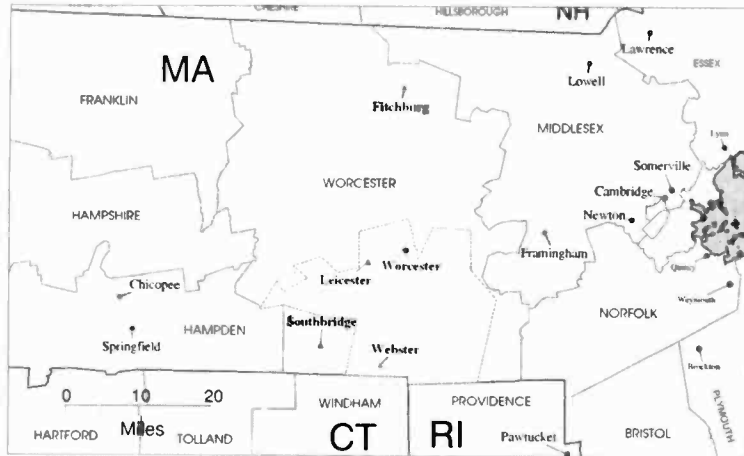 CHESHIRE
HILLSBOROUGH
NH
Lawrence
ESSEX
MA
Lowell
FRANKLIN
Fitchburg
MIDDLESEX
Lynn
Somerville
WORCESTER
Cambridge
HAMPSHIRE
Newton
Worcester
Framingham
Leicester
Quincy
Chicopee
Weymouth
NORFOLK
Southbridge
HAMPDEN
Springfield
Webster
Brockton
0 10 20
WINDHAM
PROVIDENCE
PLYMOUTH
Miles
HARTFORD
TOLLAND
CT
RI
BRISTOL
Pawtucket